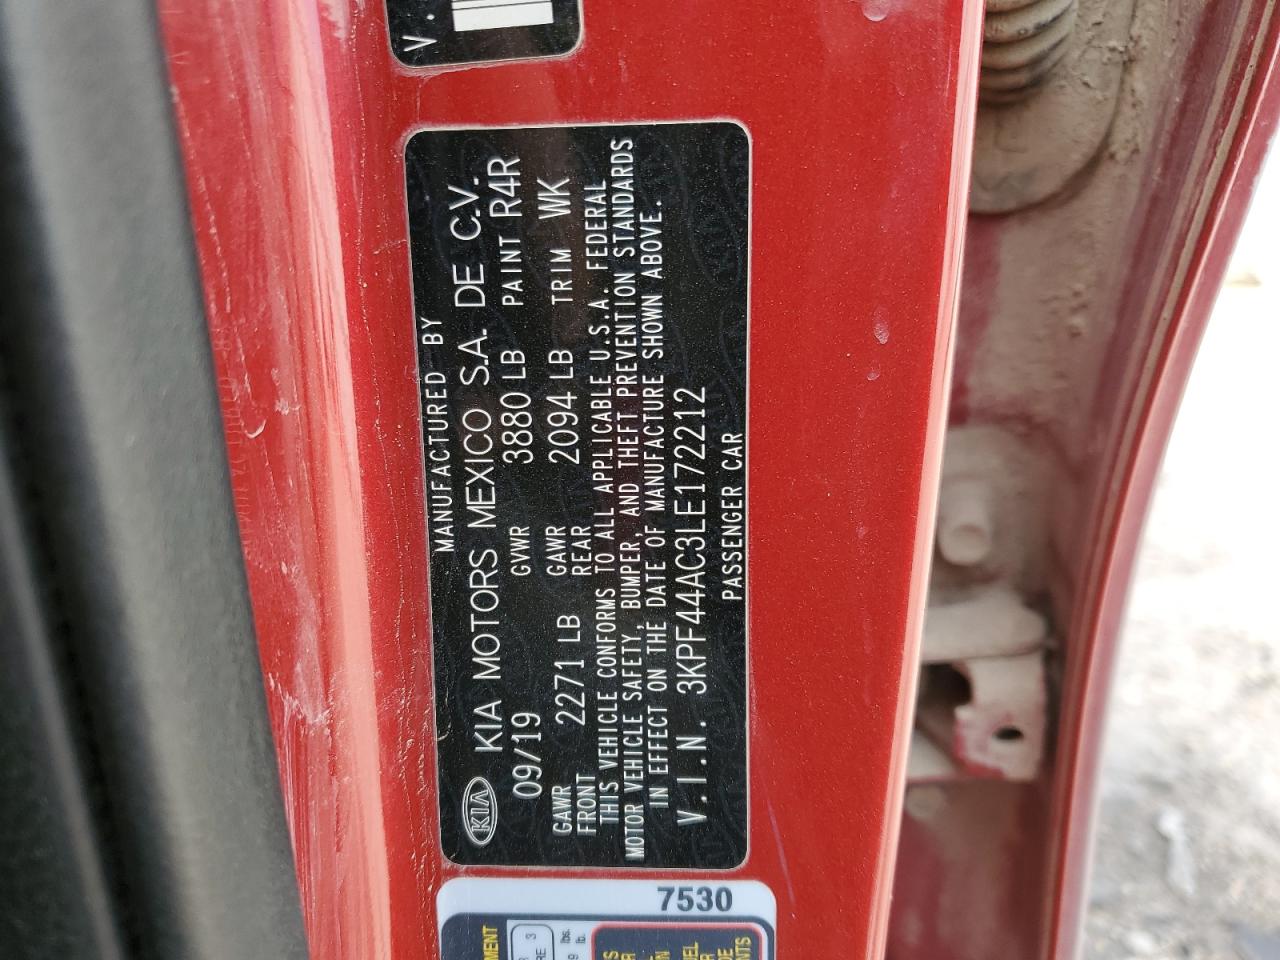 V.
MANUFACTURED BY
KIA KIA MOTORS MEXICO S.A. DE C.V.
09/19 GVWR 3880 LB PAINT R4R
GAWR FRONT 2271 LB GAWR REAR 2094 LB TRIM WK
THIS VEHICLE CONFORMS TO ALL APPLICABLE U.S.A. FEDERAL
MOTOR VEHICLE SAFETY, BUMPER, AND THEFT PREVENTION STANDARDS
IN EFFECT ON THE DATE OF MANUFACTURE SHOWN ABOVE.
V.I.N. 3KPF44AC3LE172212
PASSENGER CAR
7530